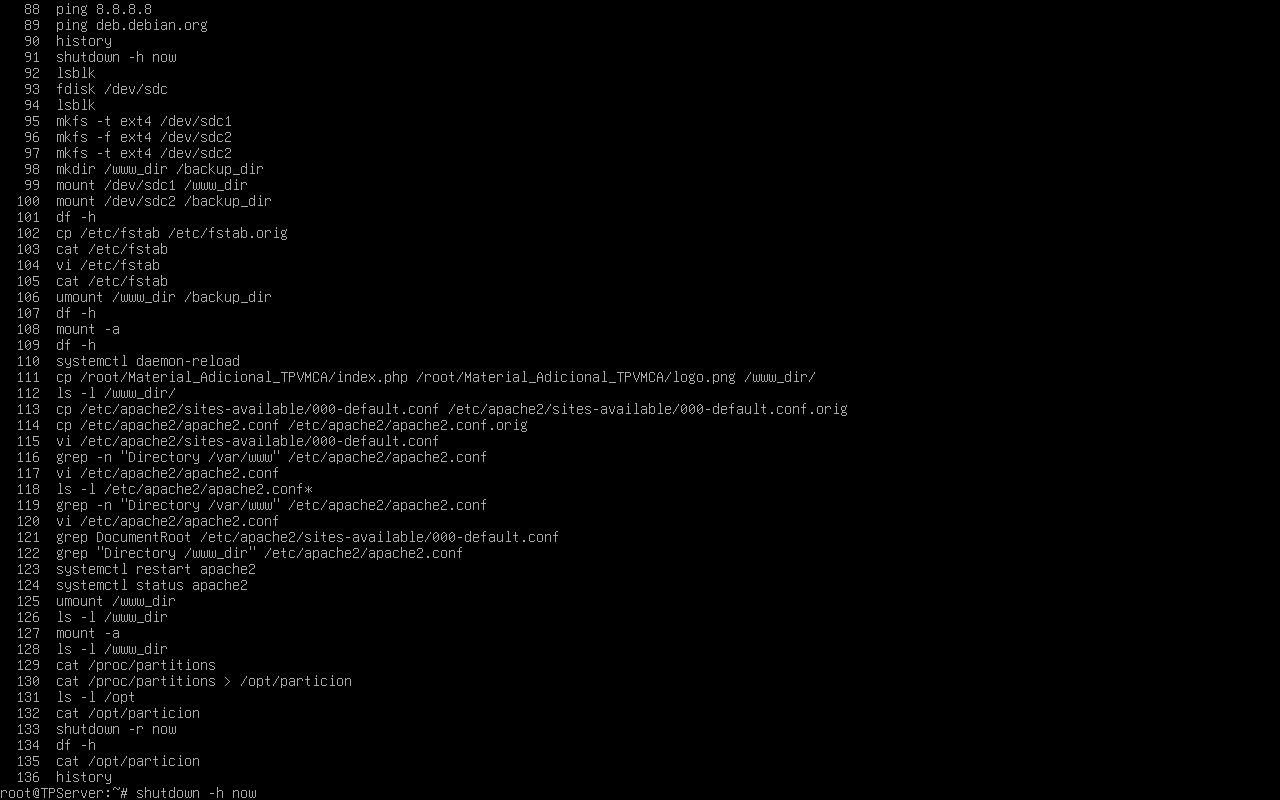 88  ping 8.8.8.8
89  ping deb.debian.org
90  history
91  shutdown -h now
92  lsblk
93  fdisk /dev/sdc
94  lsblk
95  mkfs -t ext4 /dev/sdc1
96  mkfs -f ext4 /dev/sdc2
97  mkfs -t ext4 /dev/sdc2
98  mkdir /www_dir /backup_dir
99  mount /dev/sdc1 /www_dir
100  mount /dev/sdc2 /backup_dir
101  df -h
102  cp /etc/fstab /etc/fstab.orig
103  cat /etc/fstab
104  vi /etc/fstab
105  cat /etc/fstab
106  umount /www_dir /backup_dir
107  df -h
108  mount -a
109  df -h
110  systemctl daemon-reload
111  cp /root/Material_Adicional_TPVMCA/index.php /root/Material_Adicional_TPVMCA/logo.png /www_dir/
112  ls -l /www_dir/
113  cp /etc/apache2/sites-available/000-default.conf /etc/apache2/sites-available/000-default.conf.orig
114  cp /etc/apache2/apache2.conf /etc/apache2/apache2.conf.orig
115  vi /etc/apache2/sites-available/000-default.conf
116  grep -n "Directory /var/www" /etc/apache2/apache2.conf
117  vi /etc/apache2/apache2.conf
118  ls -l /etc/apache2/apache2.conf*
119  grep -n "Directory /var/www" /etc/apache2/apache2.conf
120  vi /etc/apache2/apache2.conf
121  grep DocumentRoot /etc/apache2/sites-available/000-default.conf
122  grep "Directory /www_dir" /etc/apache2/apache2.conf
123  systemctl restart apache2
124  systemctl status apache2
125  umount /www_dir
126  ls -l /www_dir
127  mount -a
128  ls -l /www_dir
129  cat /proc/partitions
130  cat /proc/partitions > /opt/particion
131  ls -l /opt
132  cat /opt/particion
133  shutdown -r now
134  df -h
135  cat /opt/particion
136  history
root@TPServer:~# shutdown -h now